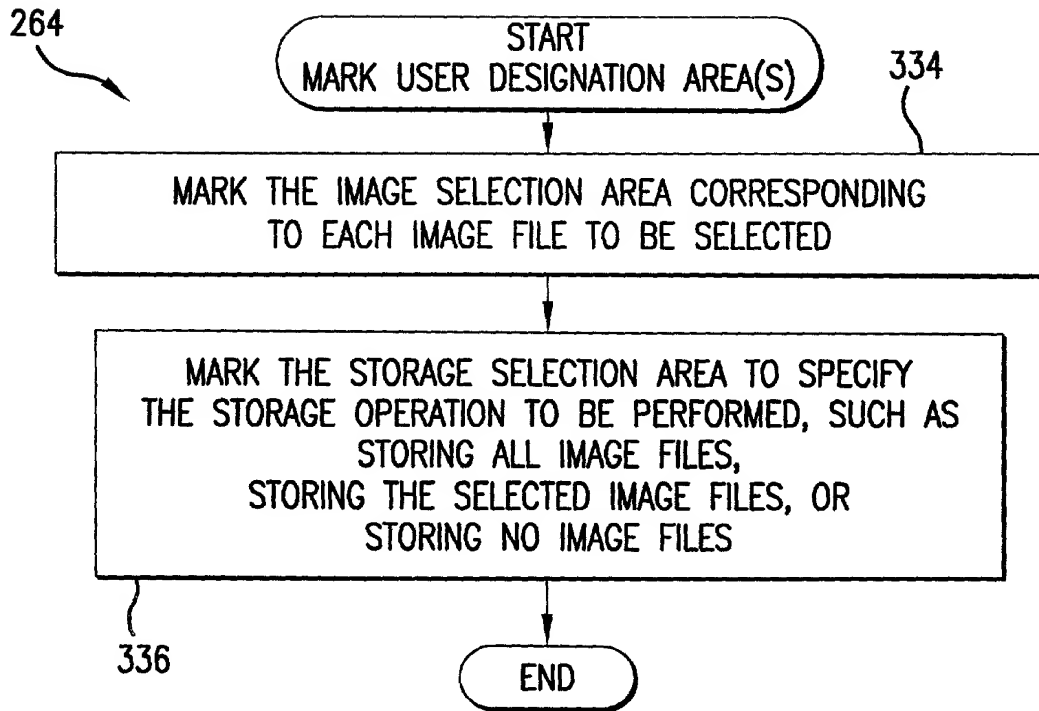 264
START
MARK USER DESIGNATION AREA(S)
334
MARK THE IMAGE SELECTION AREA CORRESPONDING
TO EACH IMAGE FILE TO BE SELECTED
MARK THE STORAGE SELECTION AREA TO SPECIFY
THE STORAGE OPERATION TO BE PERFORMED, SUCH AS
STORING ALL IMAGE FILES,
STORING THE SELECTED IMAGE FILES, OR
STORING NO IMAGE FILES
336
END